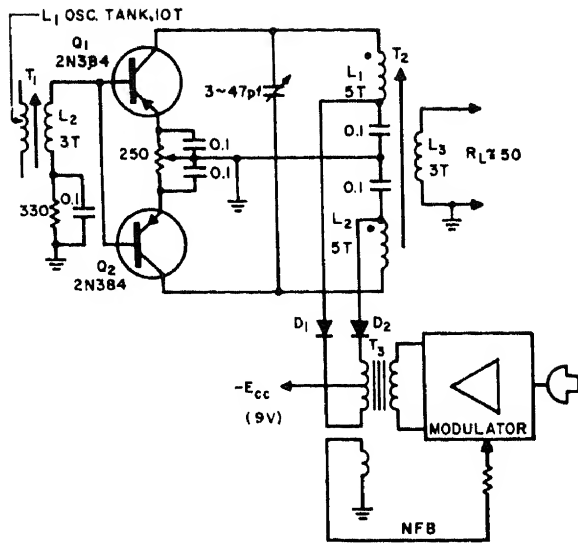 L1 OSC. TANK, 10T
Q1
2N384
T1
L2
3T
0.1
330
Q2
2N384
250
0.1
0.1
3~47pf
L1
5T
T2
0.1
0.1
L2
5T
L3
3T
RL≈50
D1
D2
T3
-Ecc
(9V)
MODULATOR
NFB